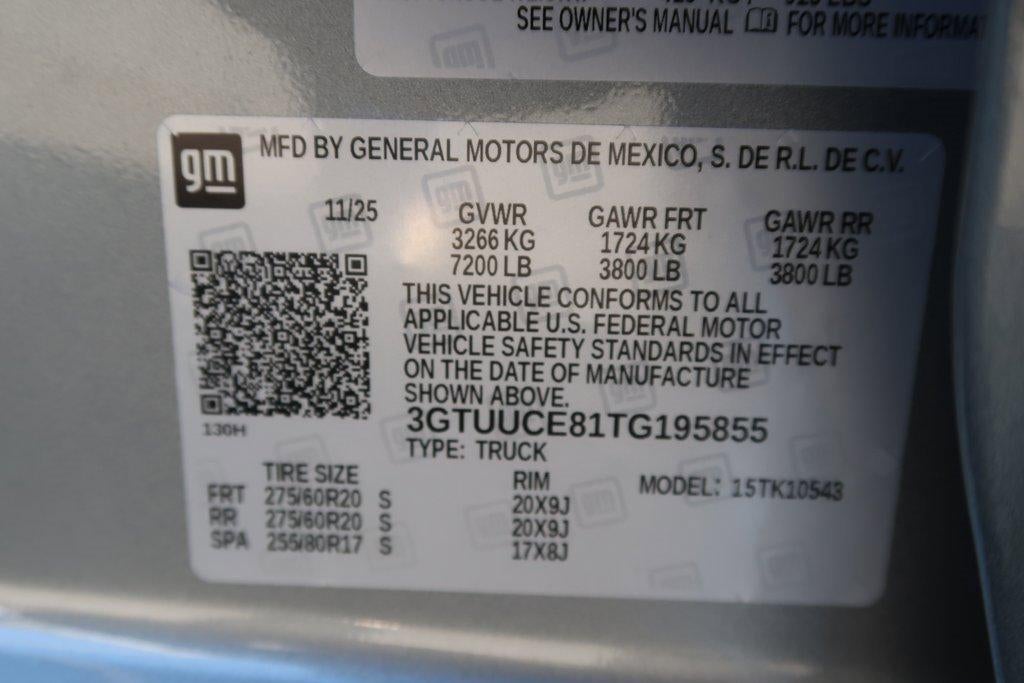 SEE OWNER'S MANUAL FOR MORE
gm
MFD BY GENERAL MOTORS DE MEXICO, S. DE R.L. DE C.V.
11/25 GVWR GAWR FRT GAWR RR
3266 KG 1724 KG 1724 KG
7200 LB 3800 LB 3800 LB
THIS VEHICLE CONFORMS TO ALL
APPLICABLE U.S. FEDERAL MOTOR
VEHICLE SAFETY STANDARDS IN EFFECT
ON THE DATE OF MANUFACTURE
SHOWN ABOVE.
130H
3GTUUCE81TG195855
TYPE: TRUCK
TIRE SIZE RIM MODEL: 15TK10543
FRT 275/60R20 S 20X9J
RR 275/60R20 S 20X9J
SPA 255/80R17 S 17X8J